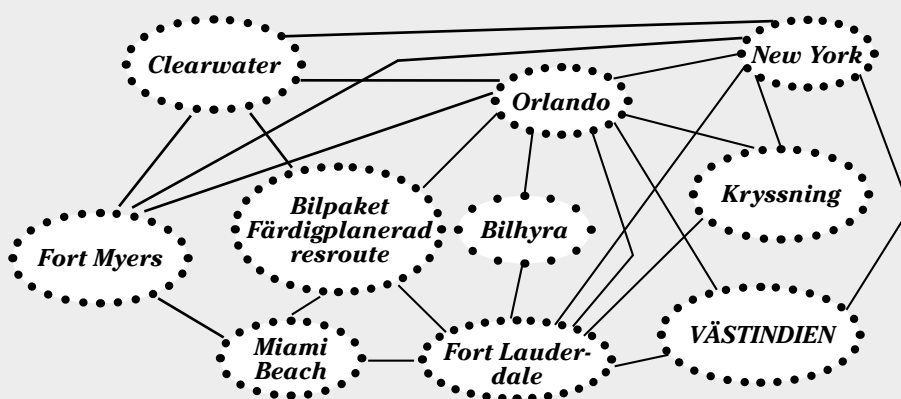 Clearwater
New York
Orlando
Kryssning
Bilpaket
Färdigplanerad
resroute
Bilhyra
Fort Myers
VÄSTINDIEN
Miami
Beach
Fort Lauder-
dale